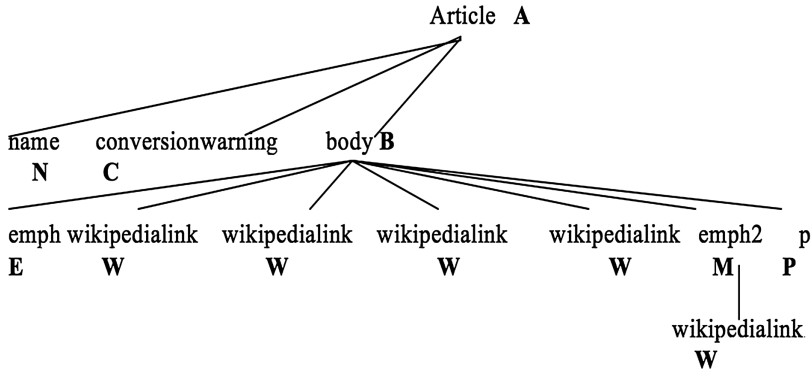 Article A
name conversionwarning body B
N C
emph wikipedialink wikipedialink wikipedialink wikipedialink emph2 p
E W W W W M P
wikipedialink
W